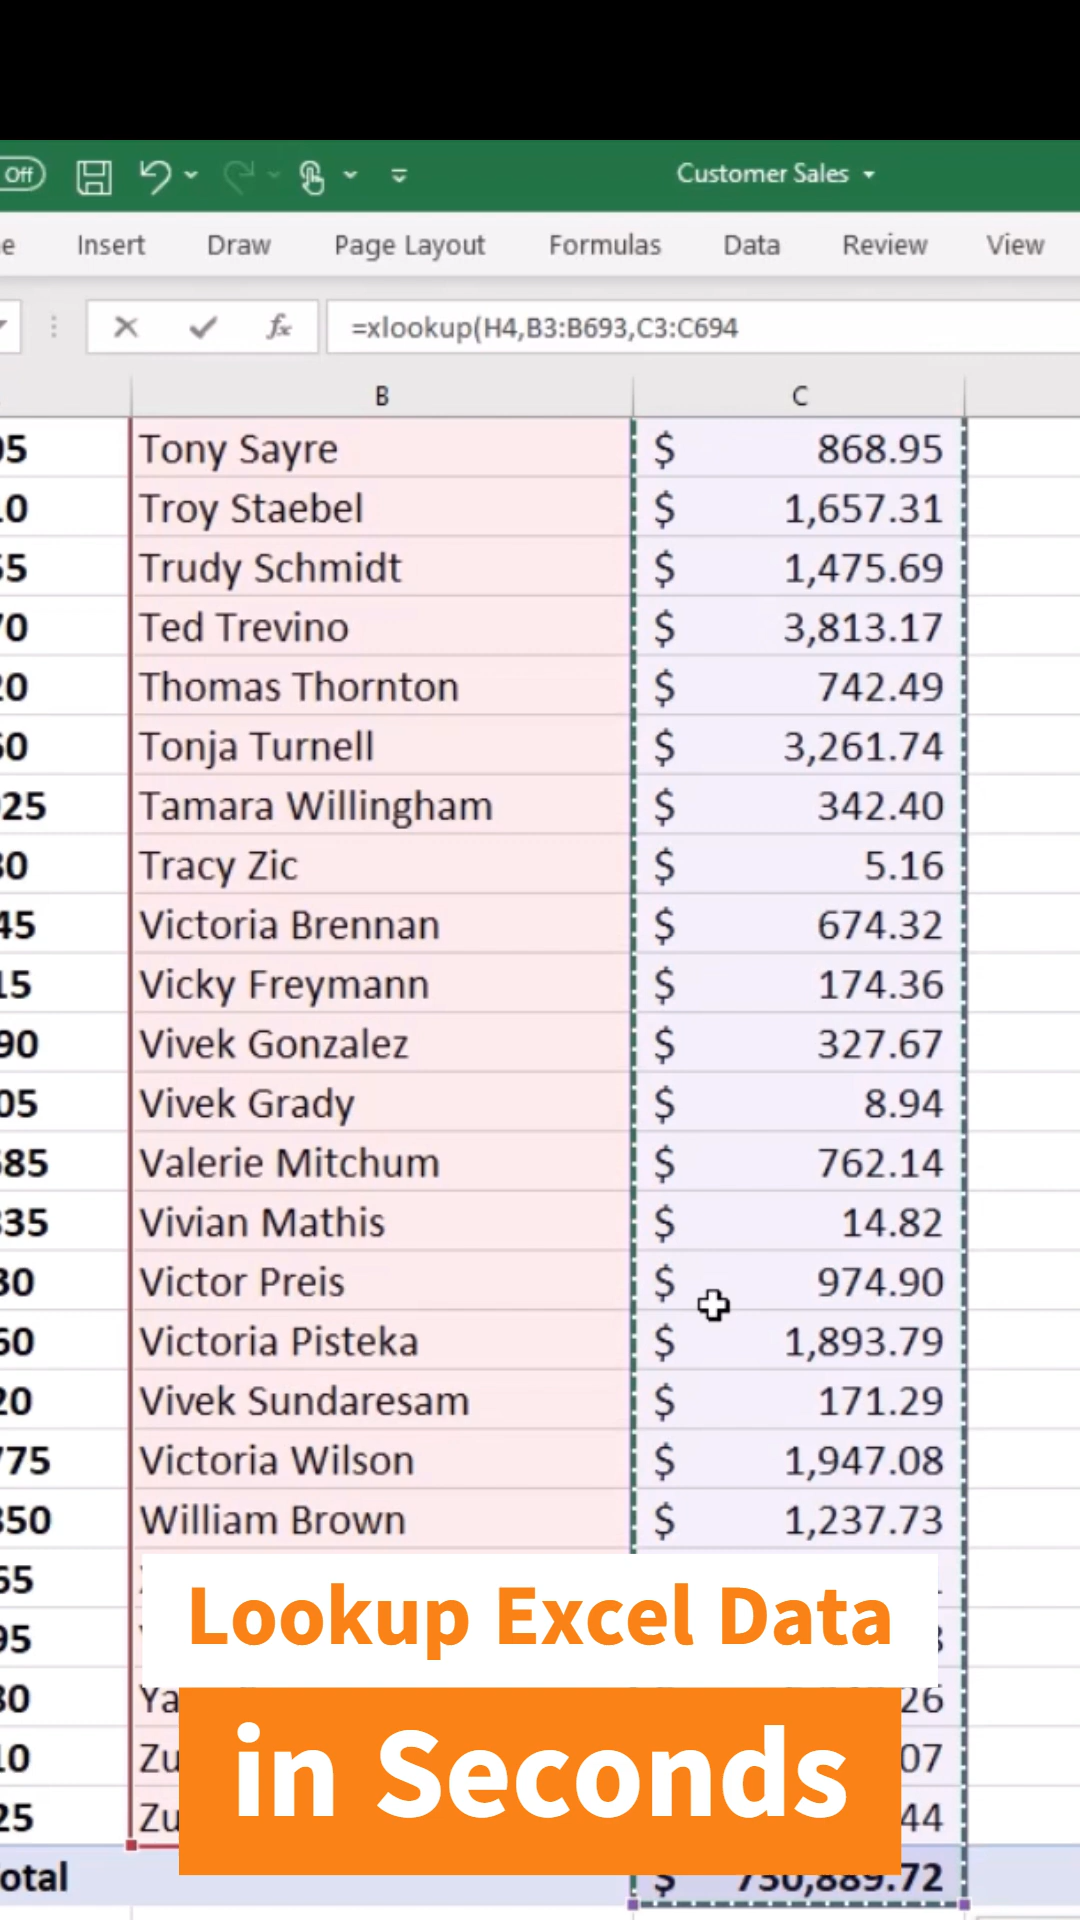 Off
Customer Sales
Insert Draw Page Layout Formulas Data Review View
fx =xlookup(H4,B3:B693,C3:C694
B C
Tony Sayre $ 868.95
Troy Staebel $ 1,657.31
Trudy Schmidt $ 1,475.69
Ted Trevino $ 3,813.17
Thomas Thornton $ 742.49
Tonja Turnell $ 3,261.74
Tamara Willingham $ 342.40
Tracy Zic $ 5.16
Victoria Brennan $ 674.32
Vicky Freymann $ 174.36
Vivek Gonzalez $ 327.67
Vivek Grady $ 8.94
Valerie Mitchum $ 762.14
Vivian Mathis $ 14.82
Victor Preis $ 974.90
Victoria Pisteka $ 1,893.79
Vivek Sundaresam $ 171.29
Victoria Wilson $ 1,947.08
William Brown $ 1,237.73
Lookup Excel Data
in Seconds
$ 730,889.72